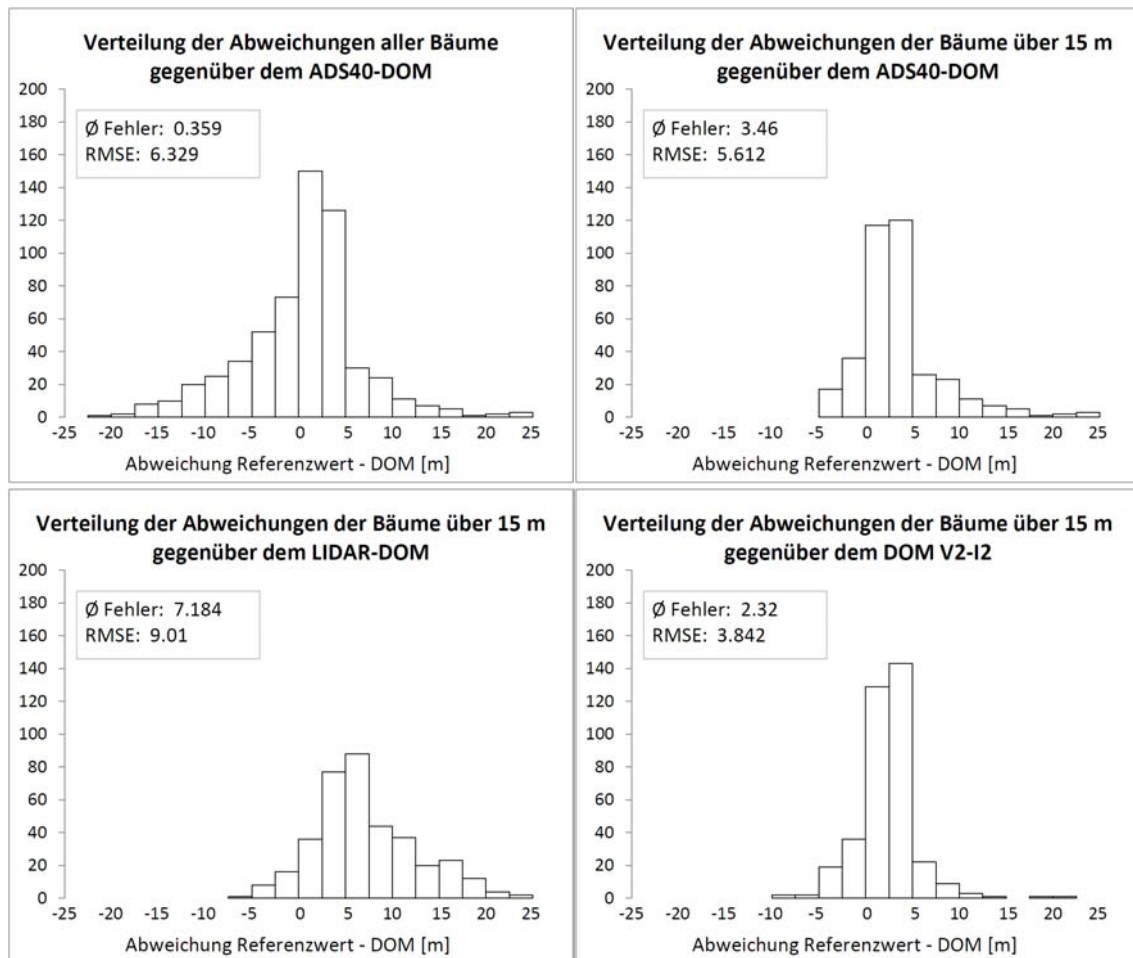 Verteilung der Abweichungen aller Bäume
gegenüber dem ADS40-DOM
200
180
160
140
120
100
80
60
40
20
0
Ø Fehler: 0.359
RMSE: 6.329
-25 -20 -15 -10 -5 0 5 10 15 20 25
Abweichung Referenzwert - DOM [m]
Verteilung der Abweichungen der Bäume über 15 m
gegenüber dem ADS40-DOM
200
180
160
140
120
100
80
60
40
20
0
Ø Fehler: 3.46
RMSE: 5.612
-25 -20 -15 -10 -5 0 5 10 15 20 25
Abweichung Referenzwert - DOM [m]
Verteilung der Abweichungen der Bäume über 15 m
gegenüber dem LIDAR-DOM
200
180
160
140
120
100
80
60
40
20
0
Ø Fehler: 7.184
RMSE: 9.01
-25 -20 -15 -10 -5 0 5 10 15 20 25
Abweichung Referenzwert - DOM [m]
Verteilung der Abweichungen der Bäume über 15 m
gegenüber dem DOM V2-I2
200
180
160
140
120
100
80
60
40
20
0
Ø Fehler: 2.32
RMSE: 3.842
-25 -20 -15 -10 -5 0 5 10 15 20 25
Abweichung Referenzwert - DOM [m]